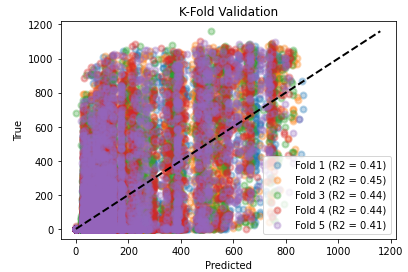 K-Fold Validation
1200
1000
800
600
400
200
0
True
Fold 1 (R2 = 0.41)
Fold 2 (R2 = 0.45)
Fold 3 (R2 = 0.44)
Fold 4 (R2 = 0.44)
Fold 5 (R2 = 0.41)
0 200 400 600 800 1000 1200
Predicted